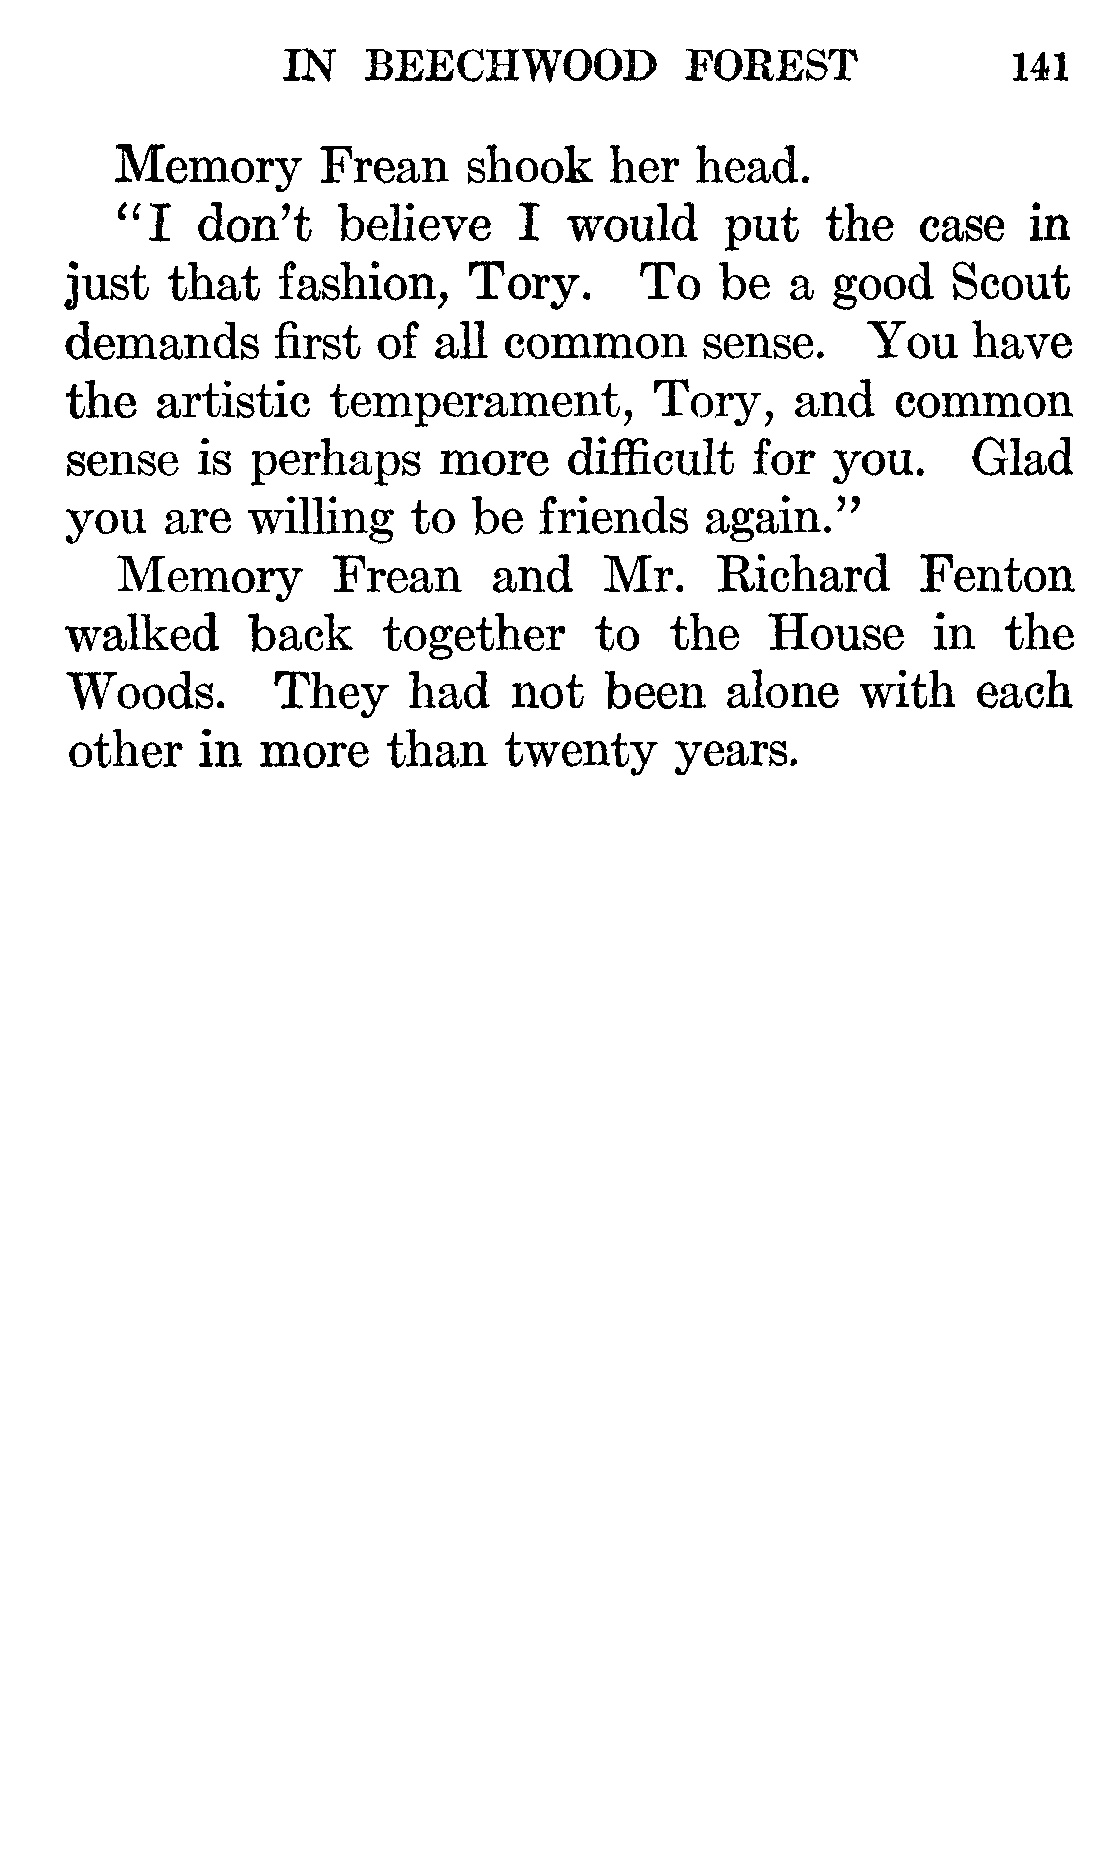 IN BEECHWOOD FOREST 141
Memory Frean shook her head.
“I don’t believe I would put the case in
just that fashion, Tory. To be a good Scout
demands first of all common sense. You have
the artistic temperament, Tory, and common
sense is perhaps more difficult for you. Glad
you are willing to be friends again.”
Memory Frean and Mr. Richard Fenton
walked back together to the House in the
Woods. They had not been alone with each
other in more than twenty years.